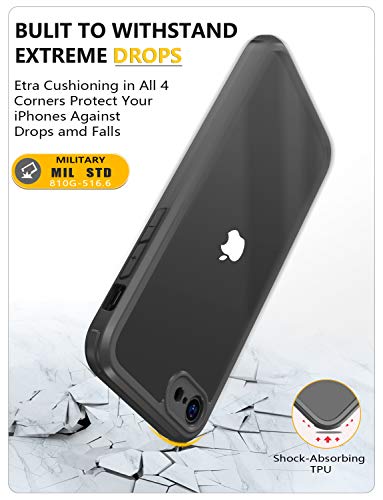 BULIT TO WITHSTAND
EXTREME DROPS
Etra Cushioning in All 4
Corners Protect Your
iPhones Against
Drops amd Falls
MILITARY
MIL STD
810G-516.6
Shock-Absorbing
TPU